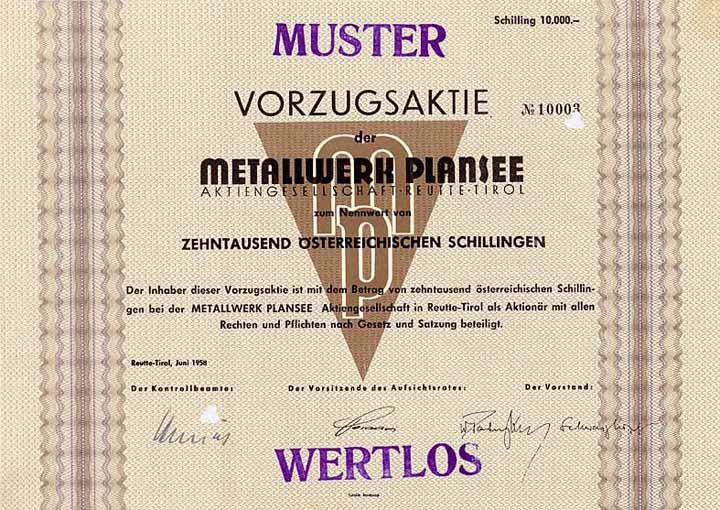 Schilling 10.000.–
MUSTER
VORZUGSAKTIE
№ 10003
der
METALLWERK PLANSEE
AKTIENGESELLSCHAFT·REUTTE·TIROL
zum Nennwert von
ZEHNTAUSEND ÖSTERREICHISCHEN SCHILLINGEN
Der Inhaber dieser Vorzugsaktie ist mit dem Betrag von zehntausend österreichischen Schillin-
gen bei der METALLWERK PLANSEE Aktiengesellschaft in Reutte-Tirol als Aktionär mit allen
Rechten und Pflichten nach Gesetz und Satzung beteiligt.
Reutte-Tirol, Juni 1958
Der Kontrollbeamte: Der Vorsitzende des Aufsichtsrates: Der Vorstand:
WERTLOS